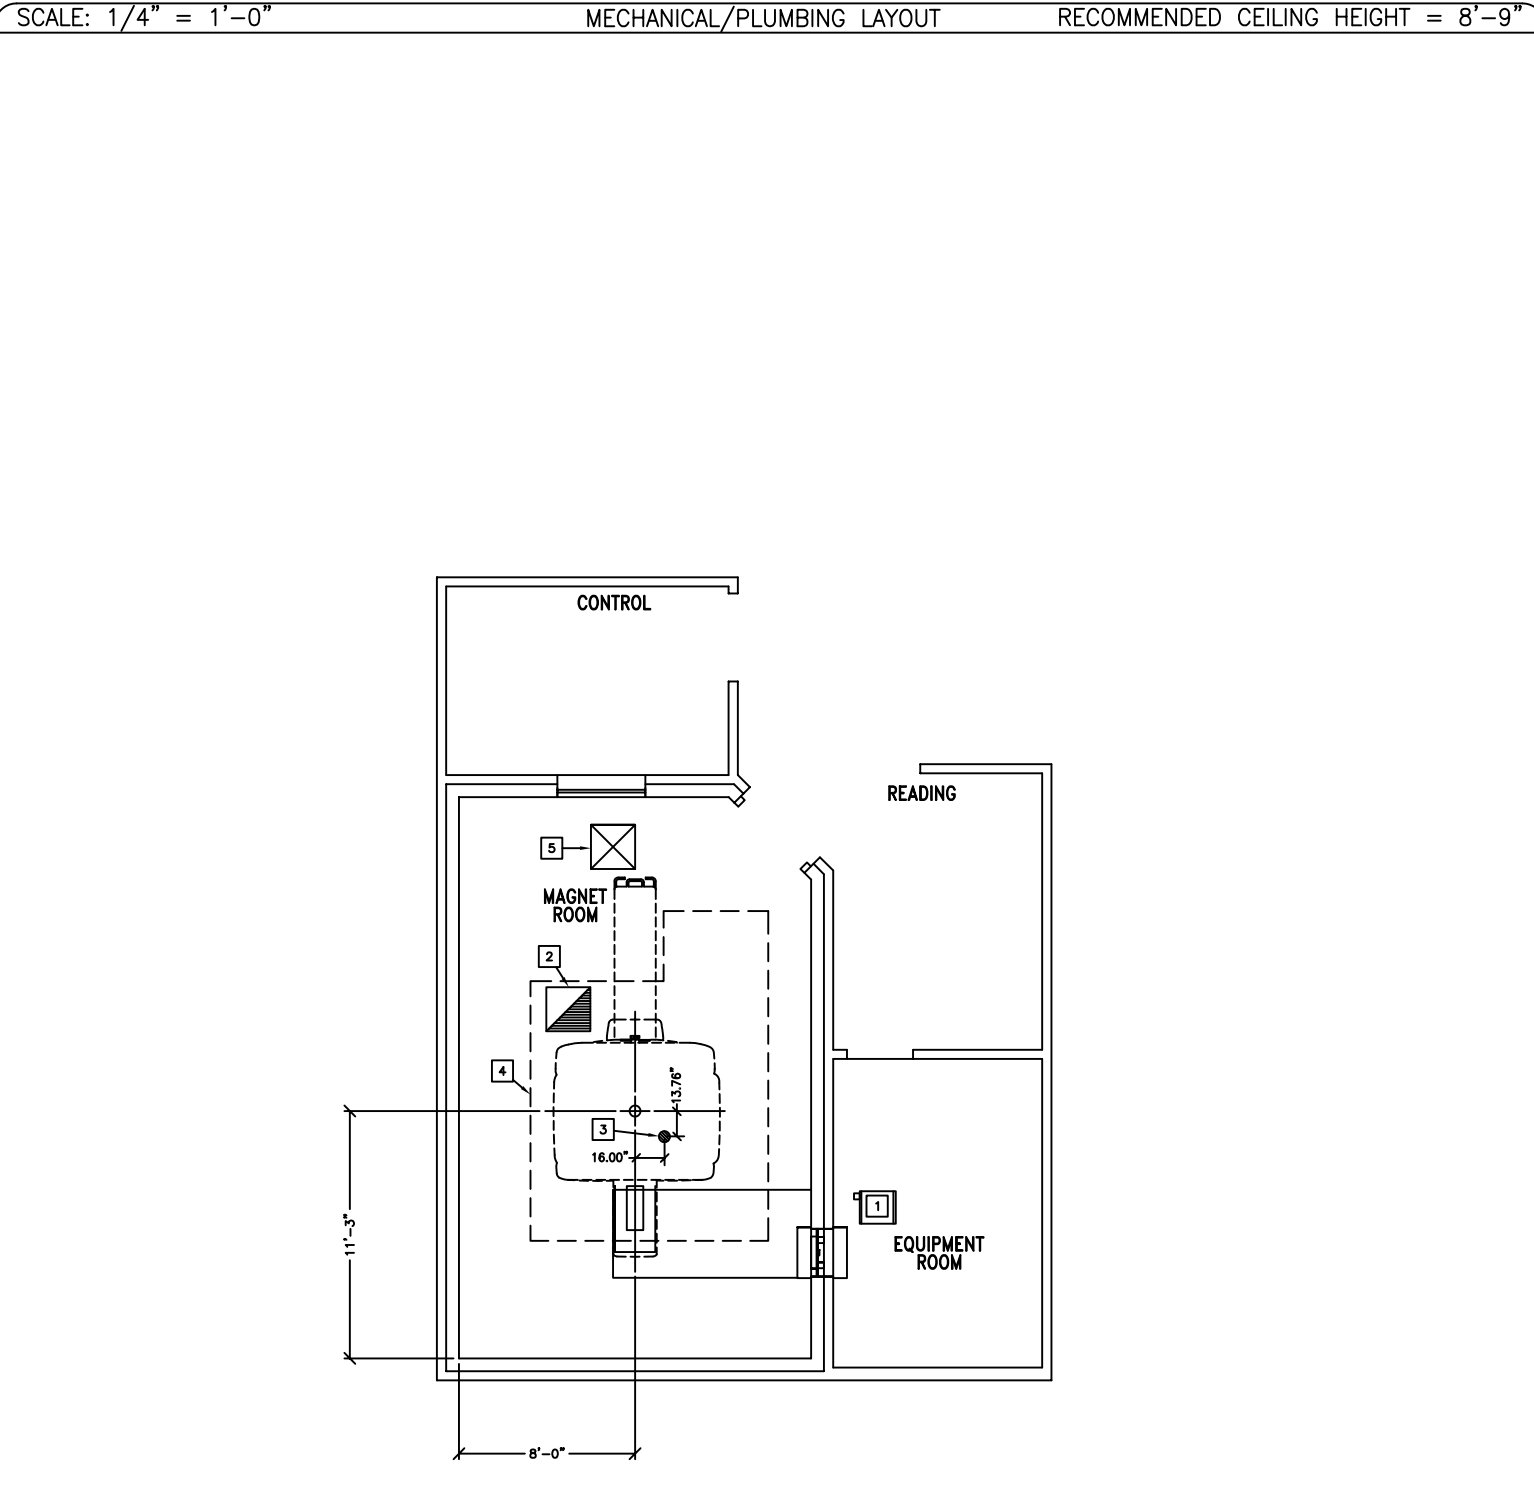 SCALE: 1/4" = 1'-0"
MECHANICAL/PLUMBING LAYOUT
RECOMMENDED CEILING HEIGHT = 8'-9"
CONTROL
READING
5
MAGNET
ROOM
2
4
13.76"
3
16.00"
1
11'-3"
EQUIPMENT
ROOM
8'-0"